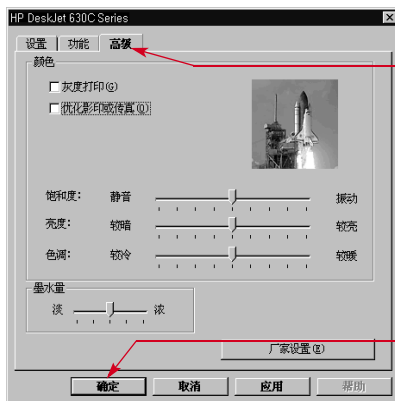 HP DeskJet 630C Series
设置 功能 高级
颜色
灰度打印(G)
优化影印或传真(O)
饱和度: 静音 振动
亮度: 较暗 较亮
色调: 较冷 较暖
墨水量
淡 浓
厂家设置(E)
确定 取消 应用 帮助